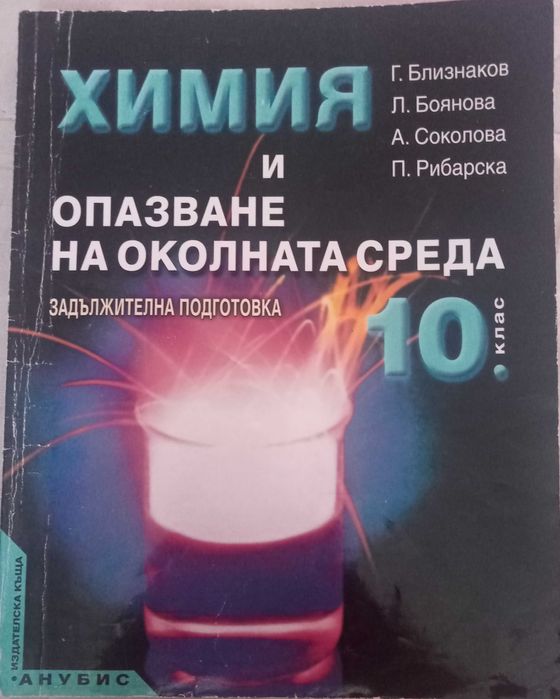 ХИМИЯ
Г. Близнаков
Л. Боянова
А. Соколова
П. Рибарска
И
ОПАЗВАНЕ
НА ОКОЛНАТА СРЕДА
ЗАДЪЛЖИТЕЛНА ПОДГОТОВКА
10.
клас
ИЗДАТЕЛСКА КЪЩА
•АНУБИС